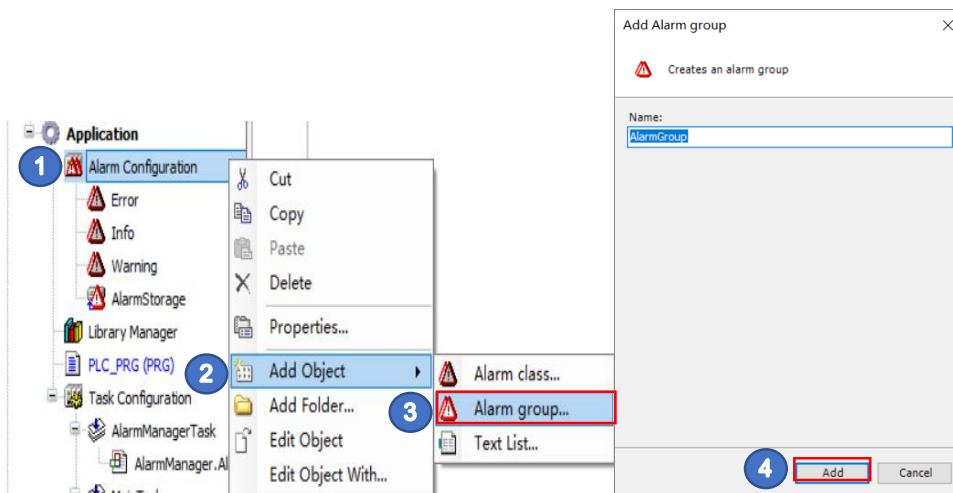 Application
1
Alarm Configuration
Error
Info
Warning
AlarmStorage
Library Manager
PLC_PRG (PRG)
Task Configuration
AlarmManagerTask
AlarmManager.Al
Cut
Copy
Paste
Delete
Properties...
2
Add Object
Add Folder...
Edit Object
Edit Object With...
Alarm class...
3
Alarm group...
Text List...
Add Alarm group
Creates an alarm group
Name:
AlarmGroup
4
Add
Cancel